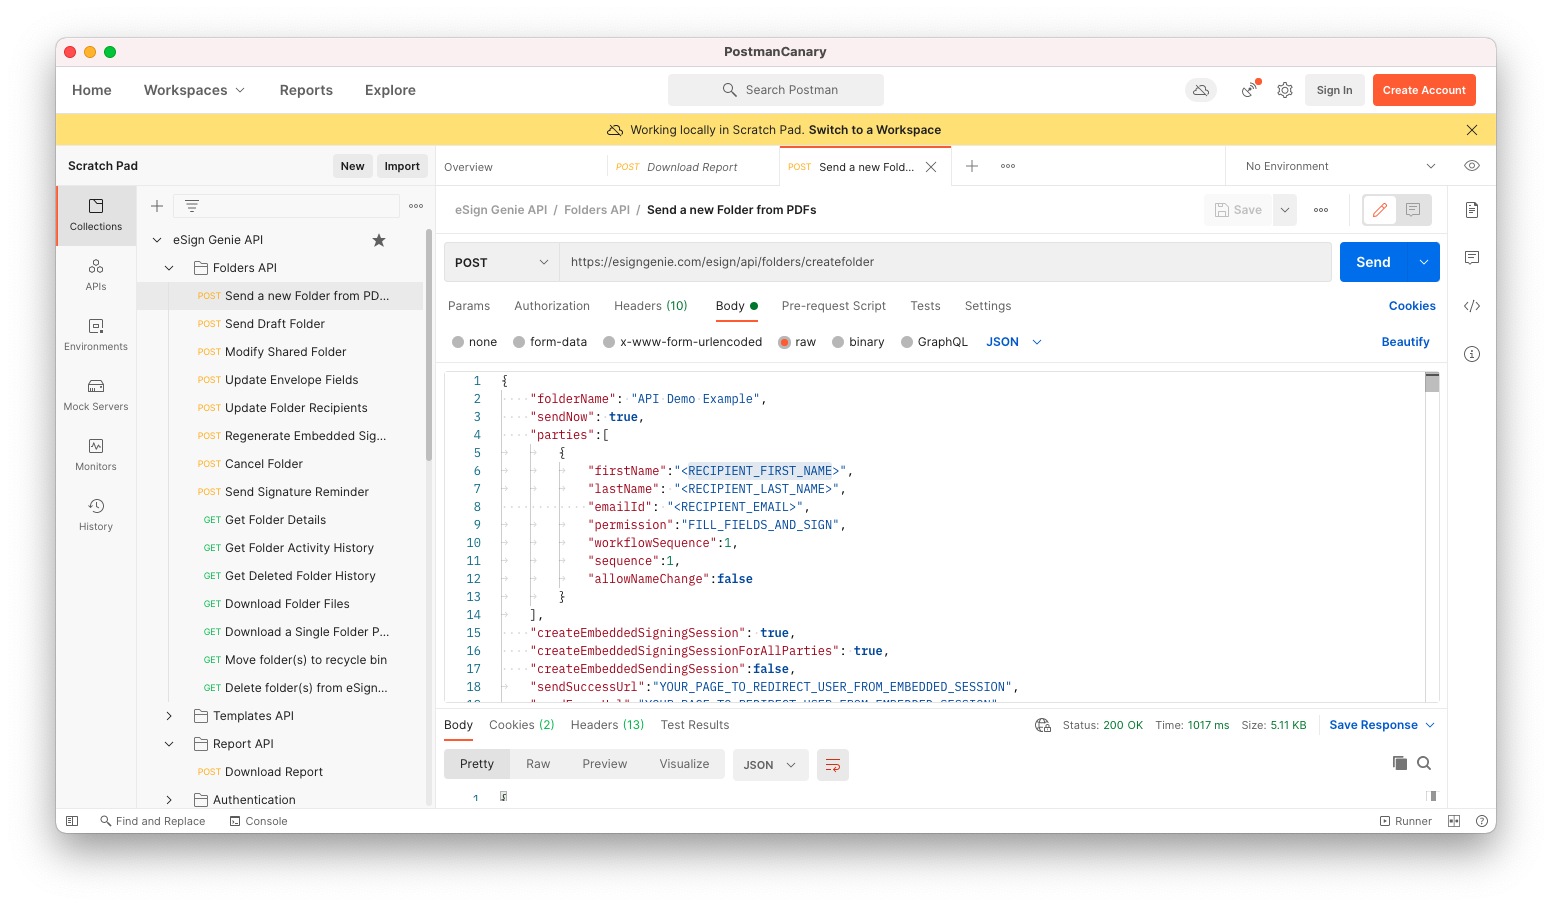 PostmanCanary
Home Workspaces Reports Explore Search Postman Sign In Create Account
Working locally in Scratch Pad. Switch to a Workspace
Scratch Pad New Import
Overview POST Download Report POST Send a new Fold... No Environment
Collections
APIs
Environments
Mock Servers
Monitors
History
eSign Genie API
Folders API
POST Send a new Folder from PD...
POST Send Draft Folder
POST Modify Shared Folder
POST Update Envelope Fields
POST Update Folder Recipients
POST Regenerate Embedded Sig...
POST Cancel Folder
POST Send Signature Reminder
GET Get Folder Details
GET Get Folder Activity History
GET Get Deleted Folder History
GET Download Folder Files
GET Download a Single Folder P...
GET Move folder(s) to recycle bin
GET Delete folder(s) from eSign...
Templates API
Report API
POST Download Report
Authentication
eSign Genie API / Folders API / Send a new Folder from PDFs Save
POST https://esigngenie.com/esign/api/folders/createfolder Send
Params Authorization Headers (10) Body Pre-request Script Tests Settings Cookies
none form-data x-www-form-urlencoded raw binary GraphQL JSON Beautify
1 {
2 "folderName": "API Demo Example",
3 "sendNow": true,
4 "parties":[
5 {
6 "firstName":"<RECIPIENT_FIRST_NAME>",
7 "lastName": "<RECIPIENT_LAST_NAME>",
8 "emailId": "<RECIPIENT_EMAIL>",
9 "permission":"FILL_FIELDS_AND_SIGN",
10 "workflowSequence":1,
11 "sequence":1,
12 "allowNameChange":false
13 }
14 ],
15 "createEmbeddedSigningSession": true,
16 "createEmbeddedSigningSessionForAllParties": true,
17 "createEmbeddedSendingSession":false,
18 "sendSuccessUrl":"YOUR_PAGE_TO_REDIRECT_USER_FROM_EMBEDDED_SESSION",
Body Cookies (2) Headers (13) Test Results Status: 200 OK Time: 1017 ms Size: 5.11 KB Save Response
Pretty Raw Preview Visualize JSON
1 {
Find and Replace Console Runner